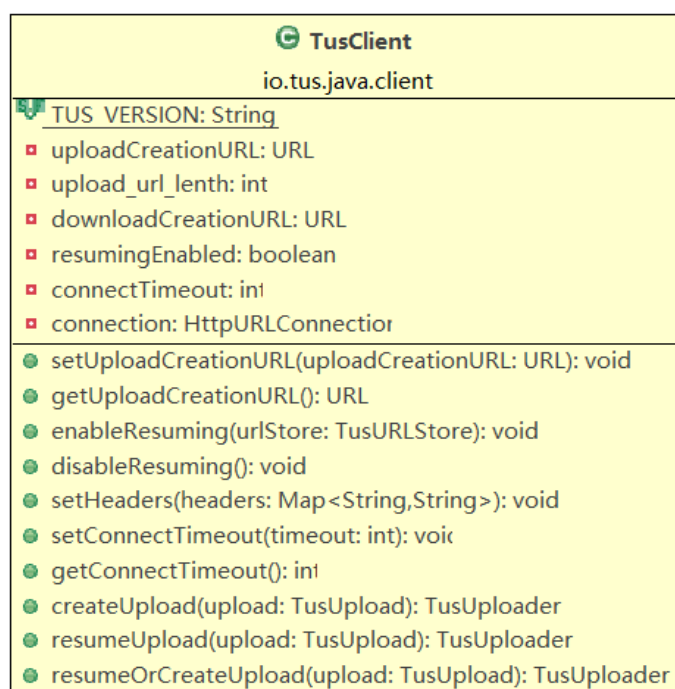 C TusClient
io.tus.java.client
TUS_VERSION: String
uploadCreationURL: URL
upload_url_lenth: int
downloadCreationURL: URL
resumingEnabled: boolean
connectTimeout: int
connection: HttpURLConnection
setUploadCreationURL(uploadCreationURL: URL): void
getUploadCreationURL(): URL
enableResuming(urlStore: TusURLStore): void
disableResuming(): void
setHeaders(headers: Map<String,String>): void
setConnectTimeout(timeout: int): void
getConnectTimeout(): int
createUpload(upload: TusUpload): TusUploader
resumeUpload(upload: TusUpload): TusUploader
resumeOrCreateUpload(upload: TusUpload): TusUploader